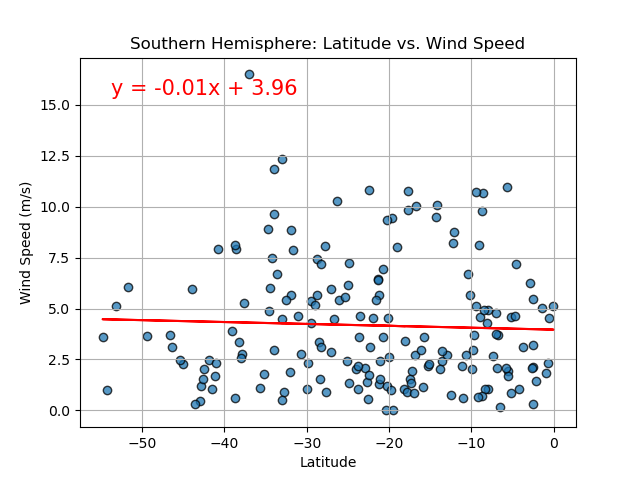 Southern Hemisphere: Latitude vs. Wind Speed
y = -0.01x + 3.96
Wind Speed (m/s)
15.0
12.5
10.0
7.5
5.0
2.5
0.0
−50 −40 −30 −20 −10 0
Latitude